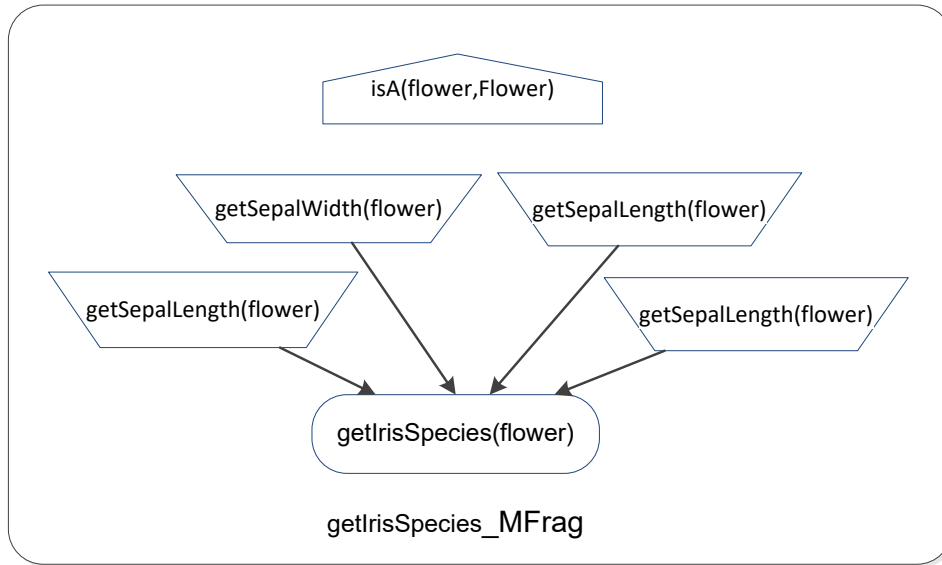 isA(flower,Flower)
getSepalWidth(flower)
getSepalLength(flower)
getSepalLength(flower)
getSepalLength(flower)
getIrisSpecies(flower)
getIrisSpecies_MFrag